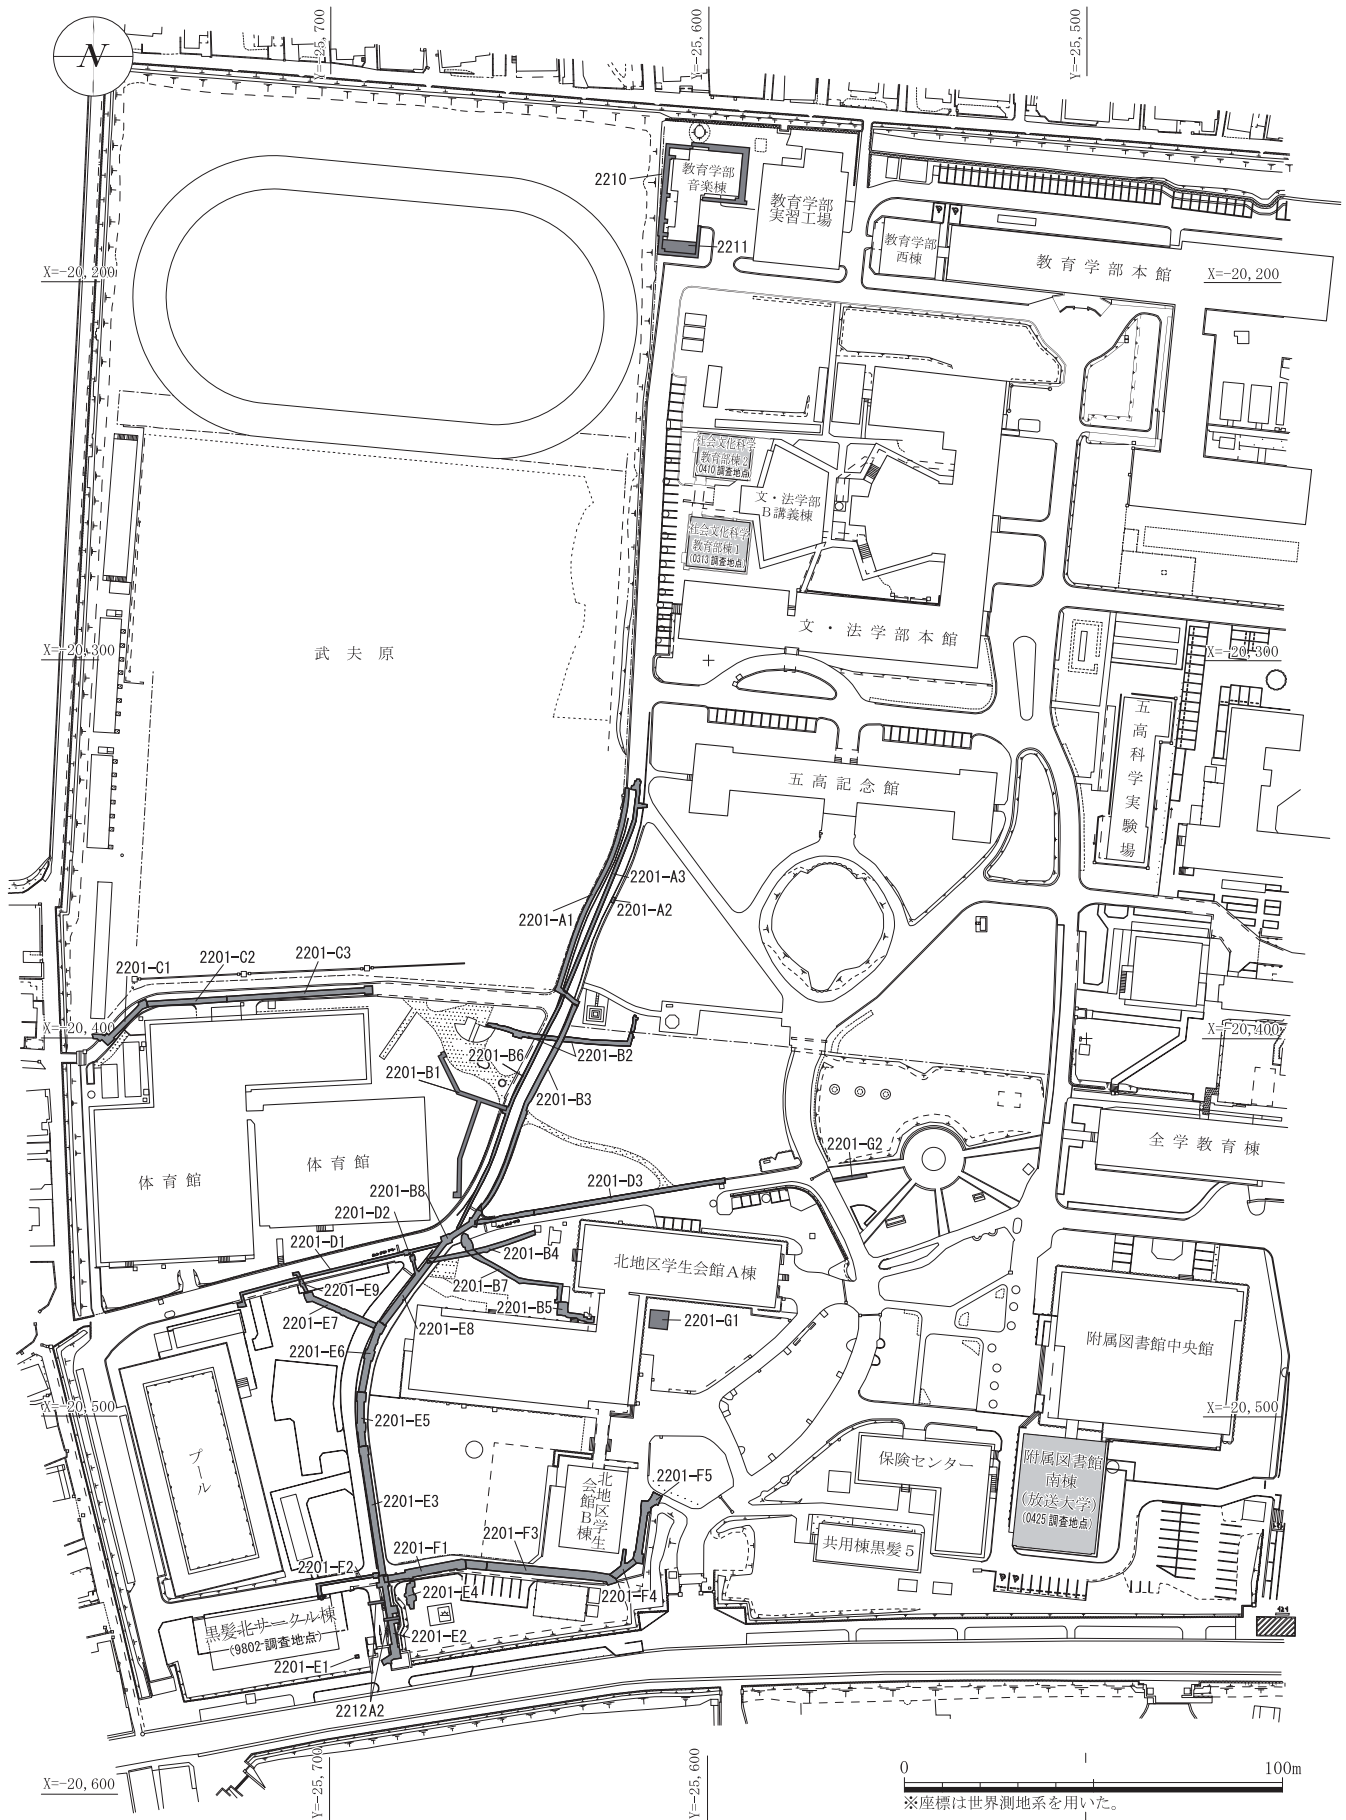 N
Y=-25,700
Y=-25,600
Y=-25,500
2210
教育学部
音楽棟
教育学部
実習工場
2211
教育学部
西棟
教育学部本館
X=-20,200
X=-20,200
社会文化科学
教育部棟2
(0410調査地点)
文・法学部
B講義棟
社会文化科学
教育部棟1
(0313調査地点)
文・法学部本館
武夫原
X=-20,300
X=-20,300
五高科学実験場
五高記念館
2201-A3
2201-A1
2201-A2
2201-C1
2201-C2
2201-C3
X=-20,400
X=-20,400
2201-B6
2201-B2
2201-B1
2201-B3
体育館
体育館
2201-G2
全学教育棟
2201-B8
2201-D3
2201-D2
2201-D1
2201-B4
2201-B7
北地区学生会館A棟
2201-E9
2201-B5
2201-E7
2201-E8
2201-G1
2201-E6
附属図書館中央館
X=-20,500
X=-20,500
2201-E5
プール
保険センター
附属図書館
南棟
(放送大学)
(0425調査地点)
2201-F5
北地区学生
会館B棟
2201-E3
2201-F3
共用棟黒髪5
2201-F1
2201-F2
2201-E4
2201-F4
黒髪北サークル棟
(9802調査地点)
2201-E2
2201-E1
2212A2
Y=-25,700
Y=-25,600
X=-20,600
0
100m
※座標は世界測地系を用いた。